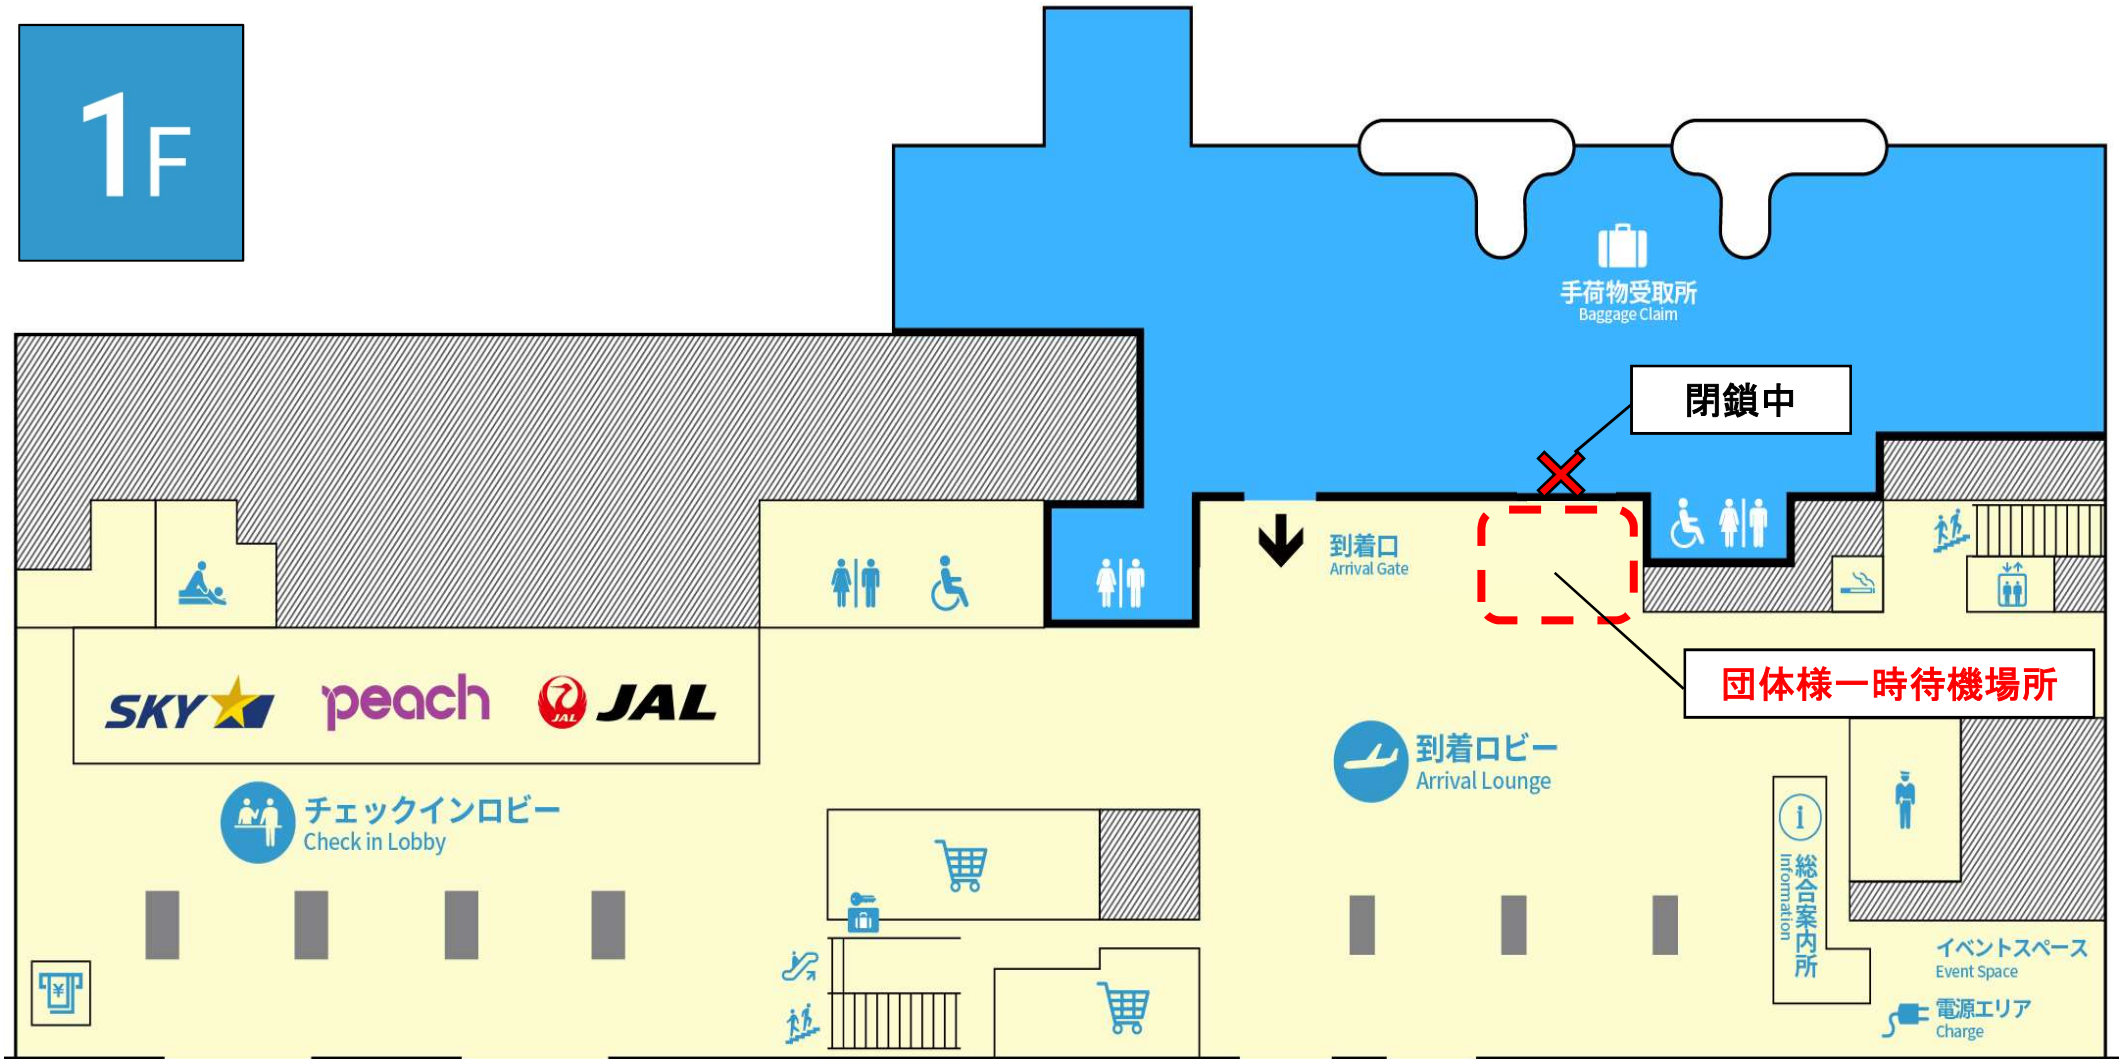 1F
手荷物受取所
Baggage Claim
閉鎖中
到着口
Arrival Gate
団体様一時待機場所
SKY
peach
JAL
JAL
到着ロビー
Arrival Lounge
チェックインロビー
Check in Lobby
i
総合案内所
Information
¥
イベントスペース
Event Space
電源エリア
Charge